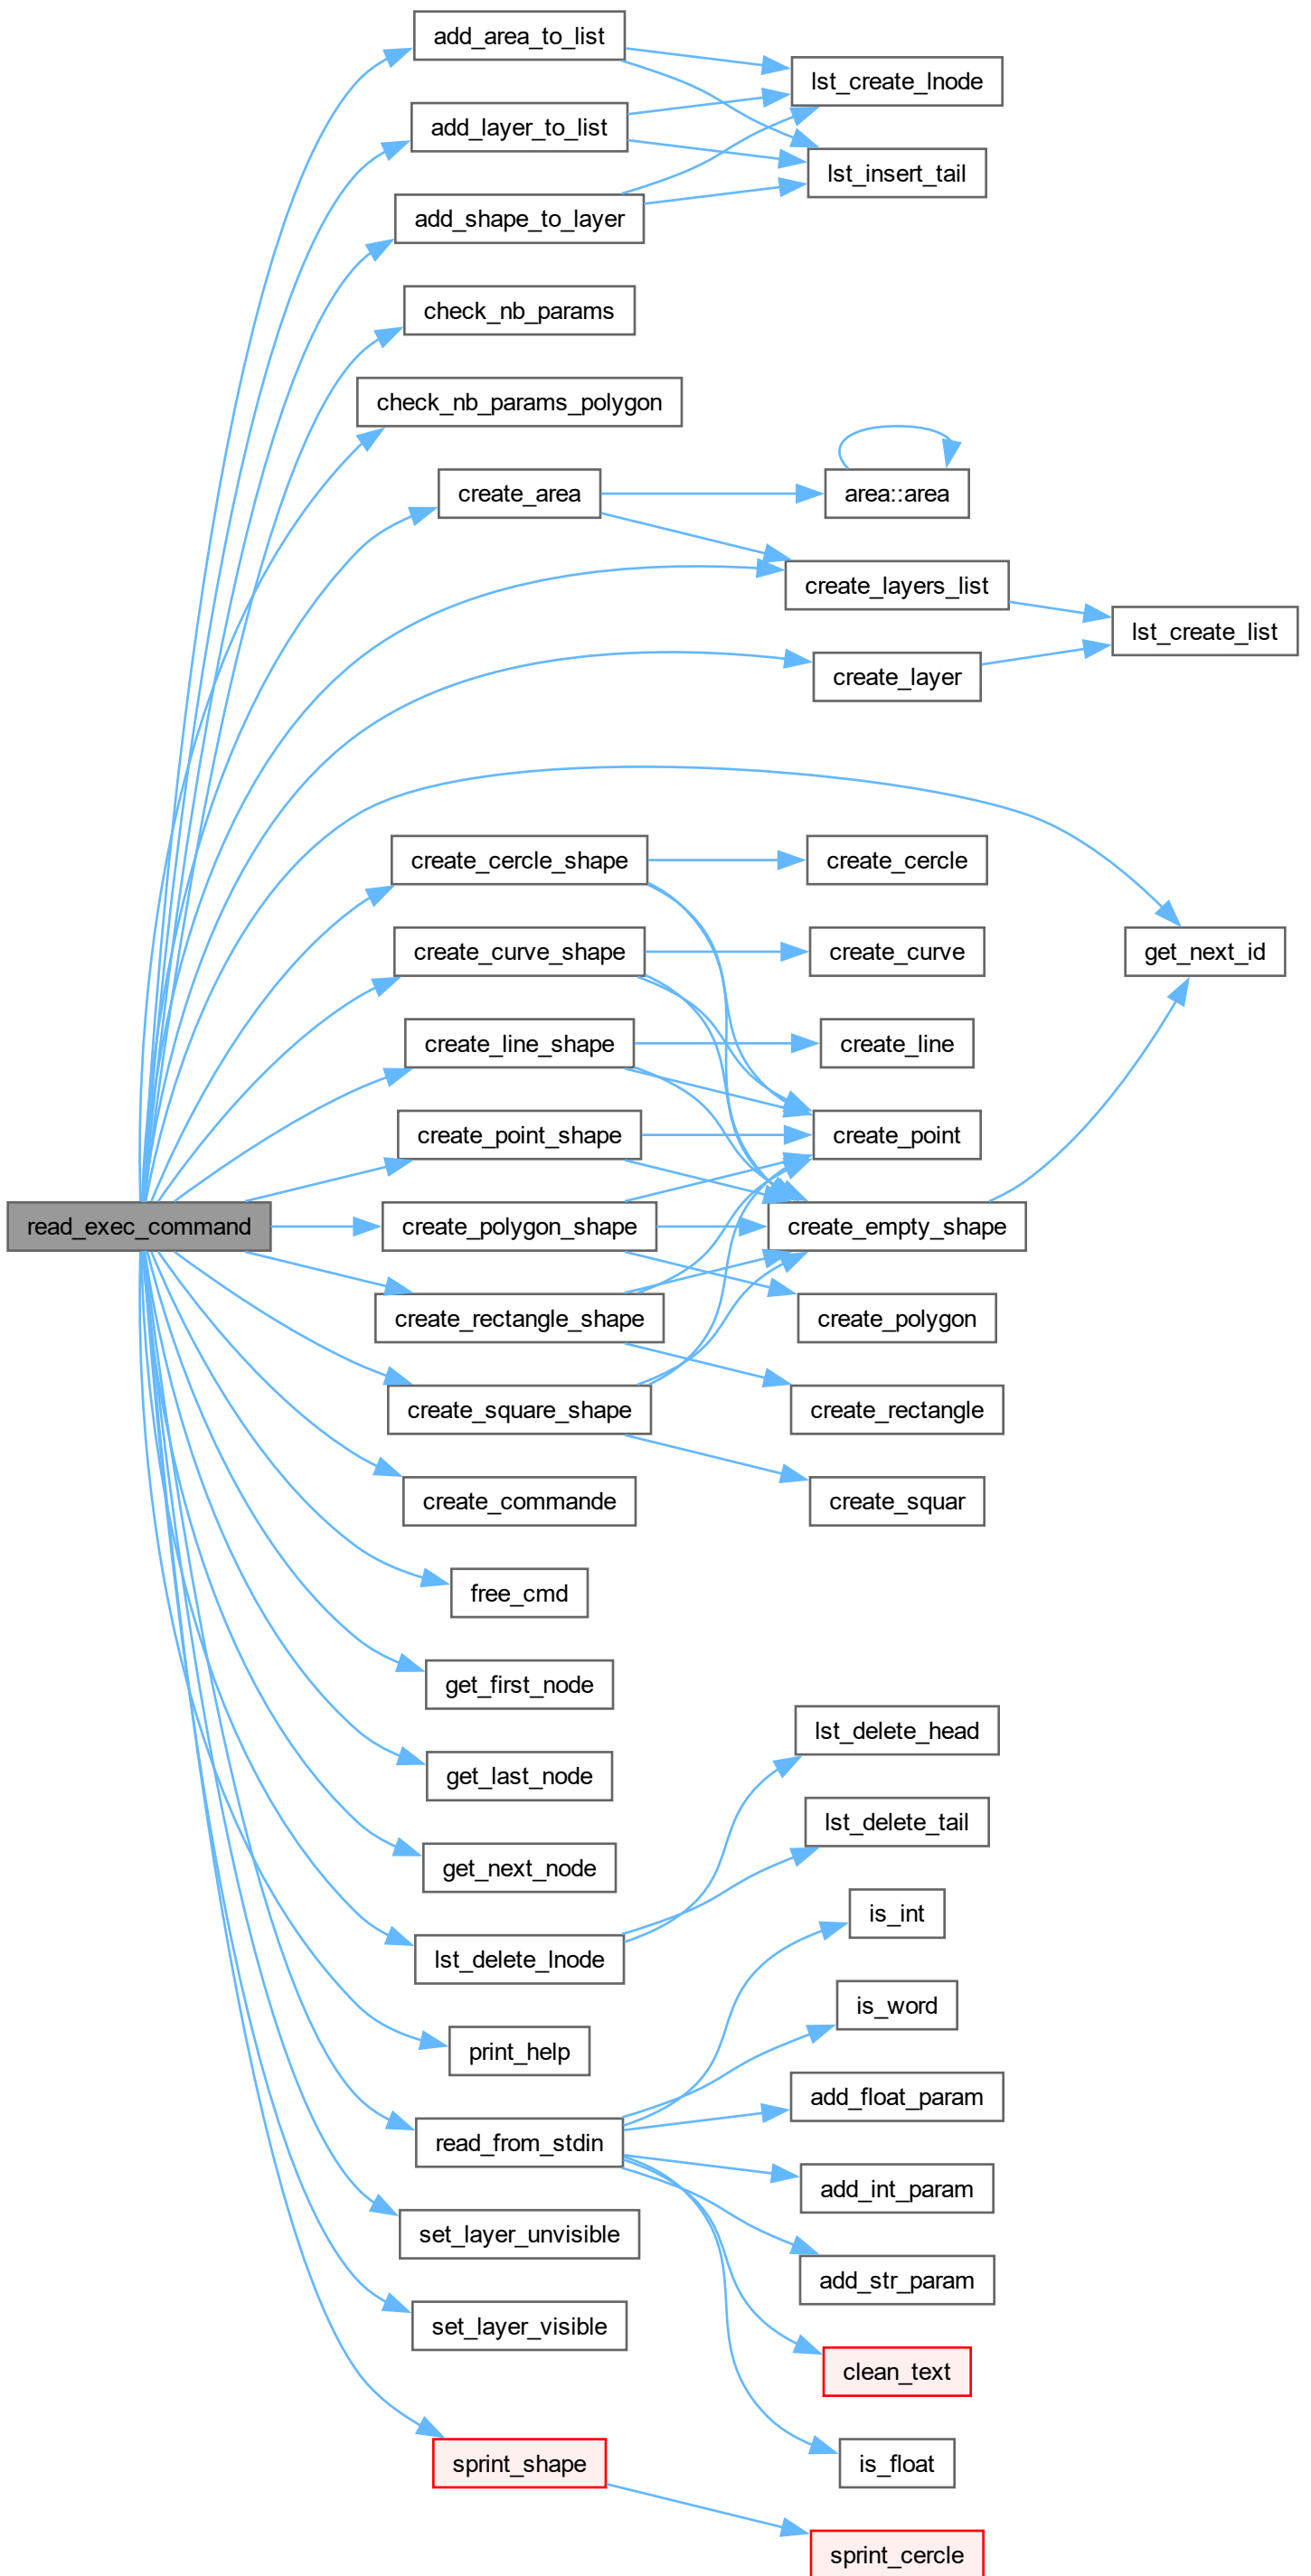 add_area_to_list
lst_create_lnode
add_layer_to_list
lst_insert_tail
add_shape_to_layer
check_nb_params
check_nb_params_polygon
create_area
area::area
create_layers_list
lst_create_list
create_layer
create_cercle_shape
create_cercle
create_curve_shape
create_curve
get_next_id
create_line_shape
create_line
create_point_shape
create_point
read_exec_command
create_polygon_shape
create_empty_shape
create_rectangle_shape
create_polygon
create_square_shape
create_rectangle
create_commande
create_squar
free_cmd
get_first_node
lst_delete_head
get_last_node
lst_delete_tail
get_next_node
is_int
lst_delete_lnode
is_word
print_help
add_float_param
read_from_stdin
add_int_param
set_layer_unvisible
add_str_param
set_layer_visible
clean_text
sprint_shape
is_float
sprint_cercle